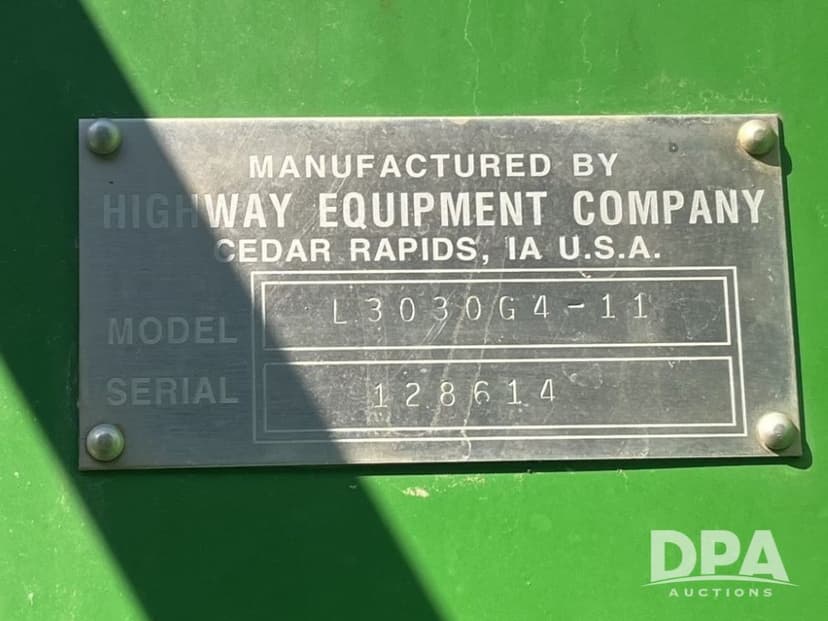 MANUFACTURED BY
HIGHWAY EQUIPMENT COMPANY
CEDAR RAPIDS, IA U.S.A.
MODEL L3030G4-11
SERIAL 128614
DPA
AUCTIONS